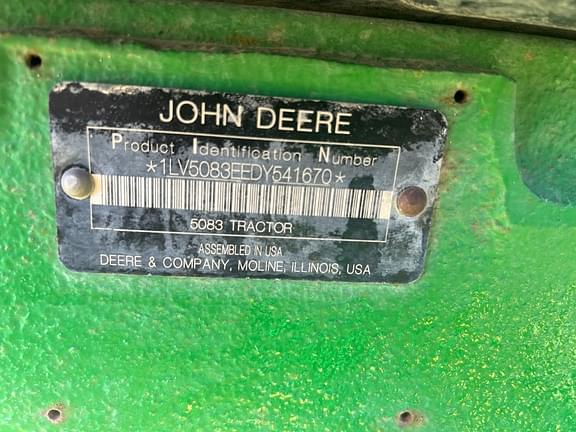 JOHN DEERE
Product Identification Number
*1LV5083EEDY541670*
5083 TRACTOR
ASSEMBLED IN USA
DEERE & COMPANY, MOLINE, ILLINOIS, USA